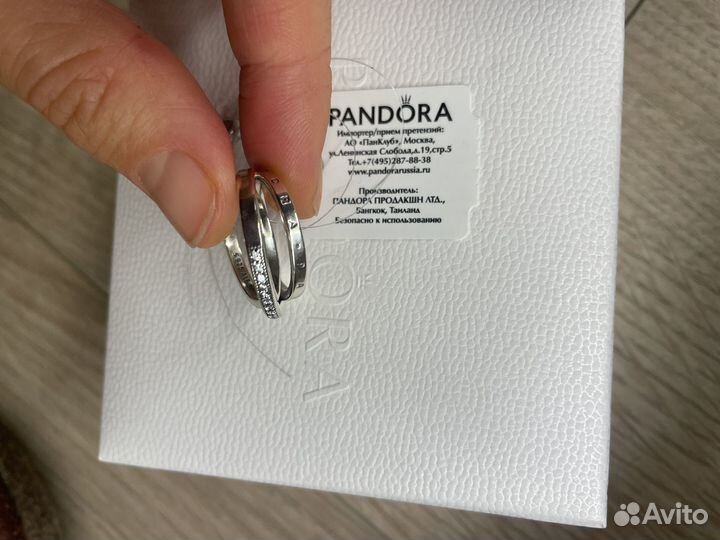 PANDORA
Импортер/прием претензий:
АО «ПанКлуб», Москва,
ул.Ленинская Слобода,д.19,стр.5
Тел.+7(495)287-88-38
www.pandorarussia.ru
Производитель:
ПАНДОРА ПРОДАКШН ЛТД.,
Бангкок, Таиланд
Безопасно к использованию
PANDORA
Avito